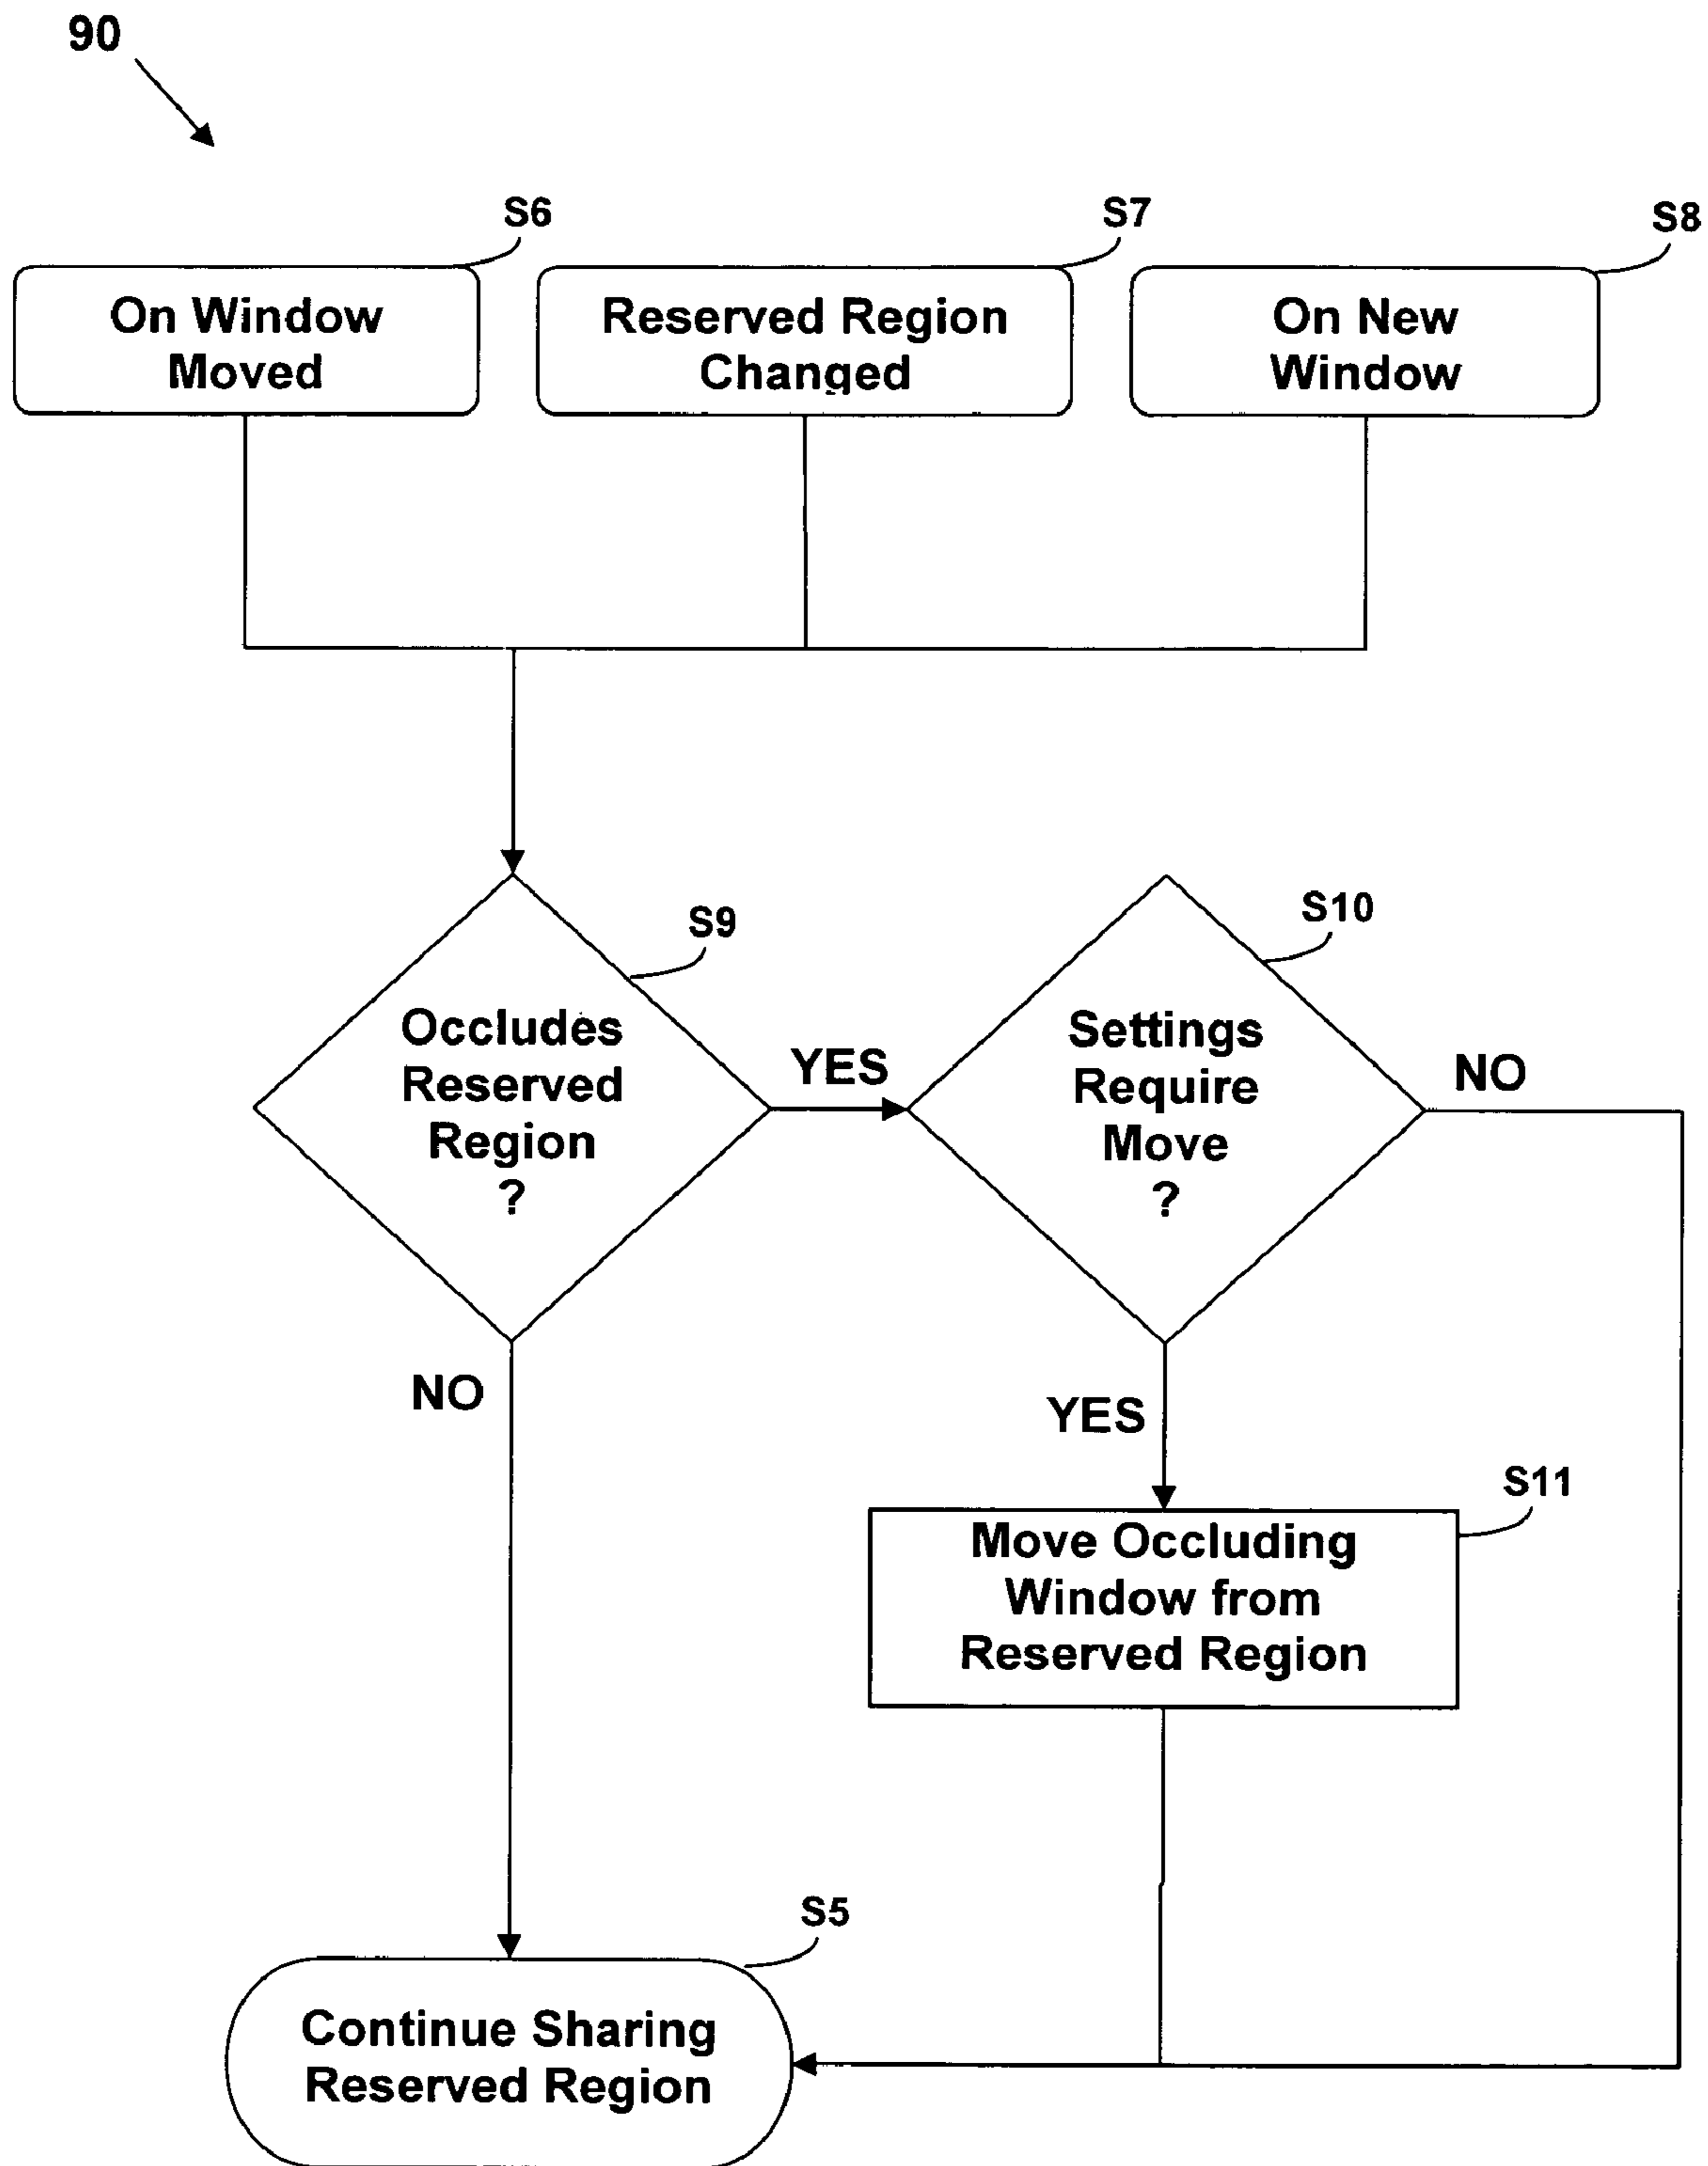 90
S6
S7
S8
On Window
Moved
Reserved Region
Changed
On New
Window
S9
S10
Occludes
Reserved
Region
?
YES
Settings
Require
Move
?
NO
NO
YES
S11
Move Occluding
Window from
Reserved Region
S5
Continue Sharing
Reserved Region